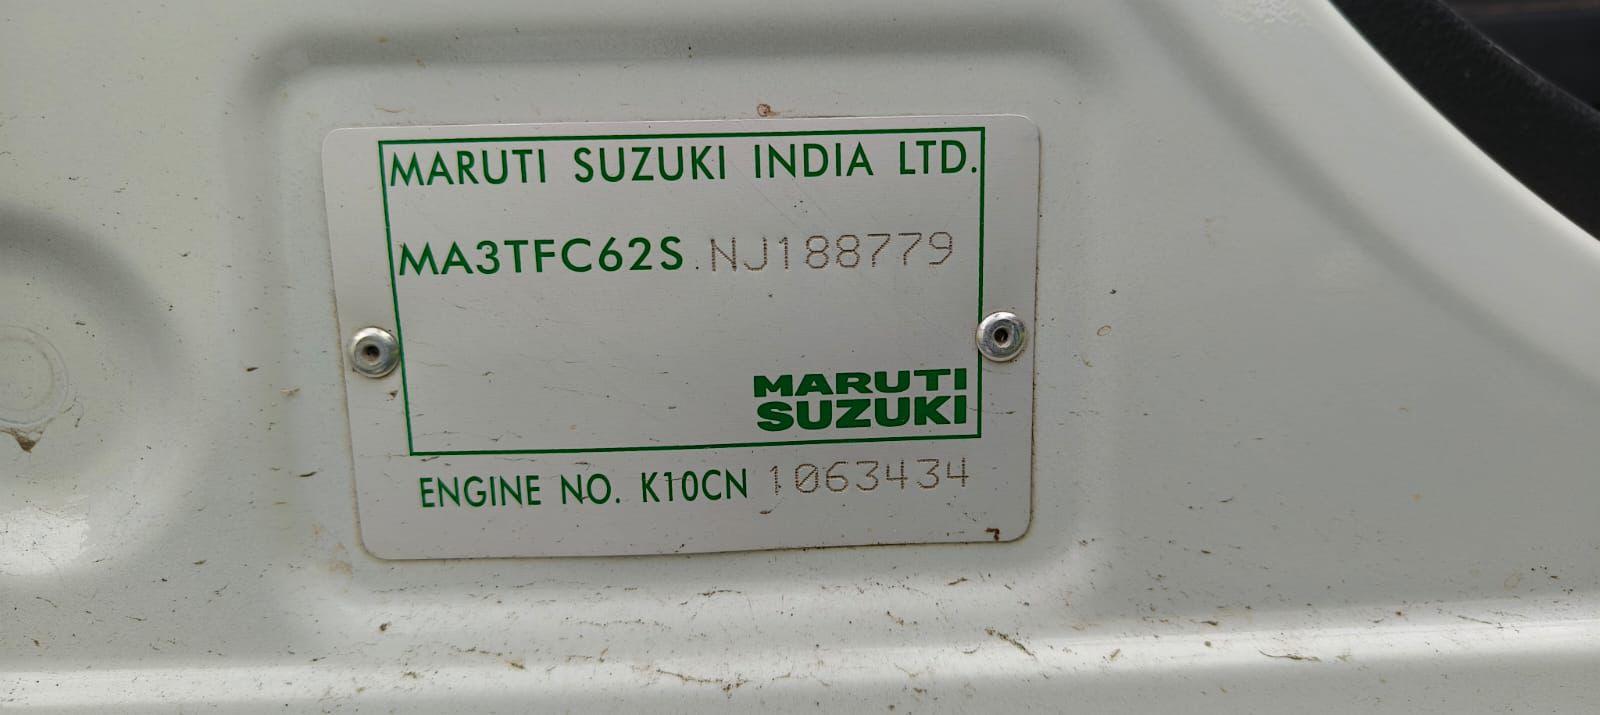 MARUTI SUZUKI INDIA LTD.
MA3TFC62S NJ188779
MARUTI
SUZUKI
ENGINE NO. K10CN 1063434